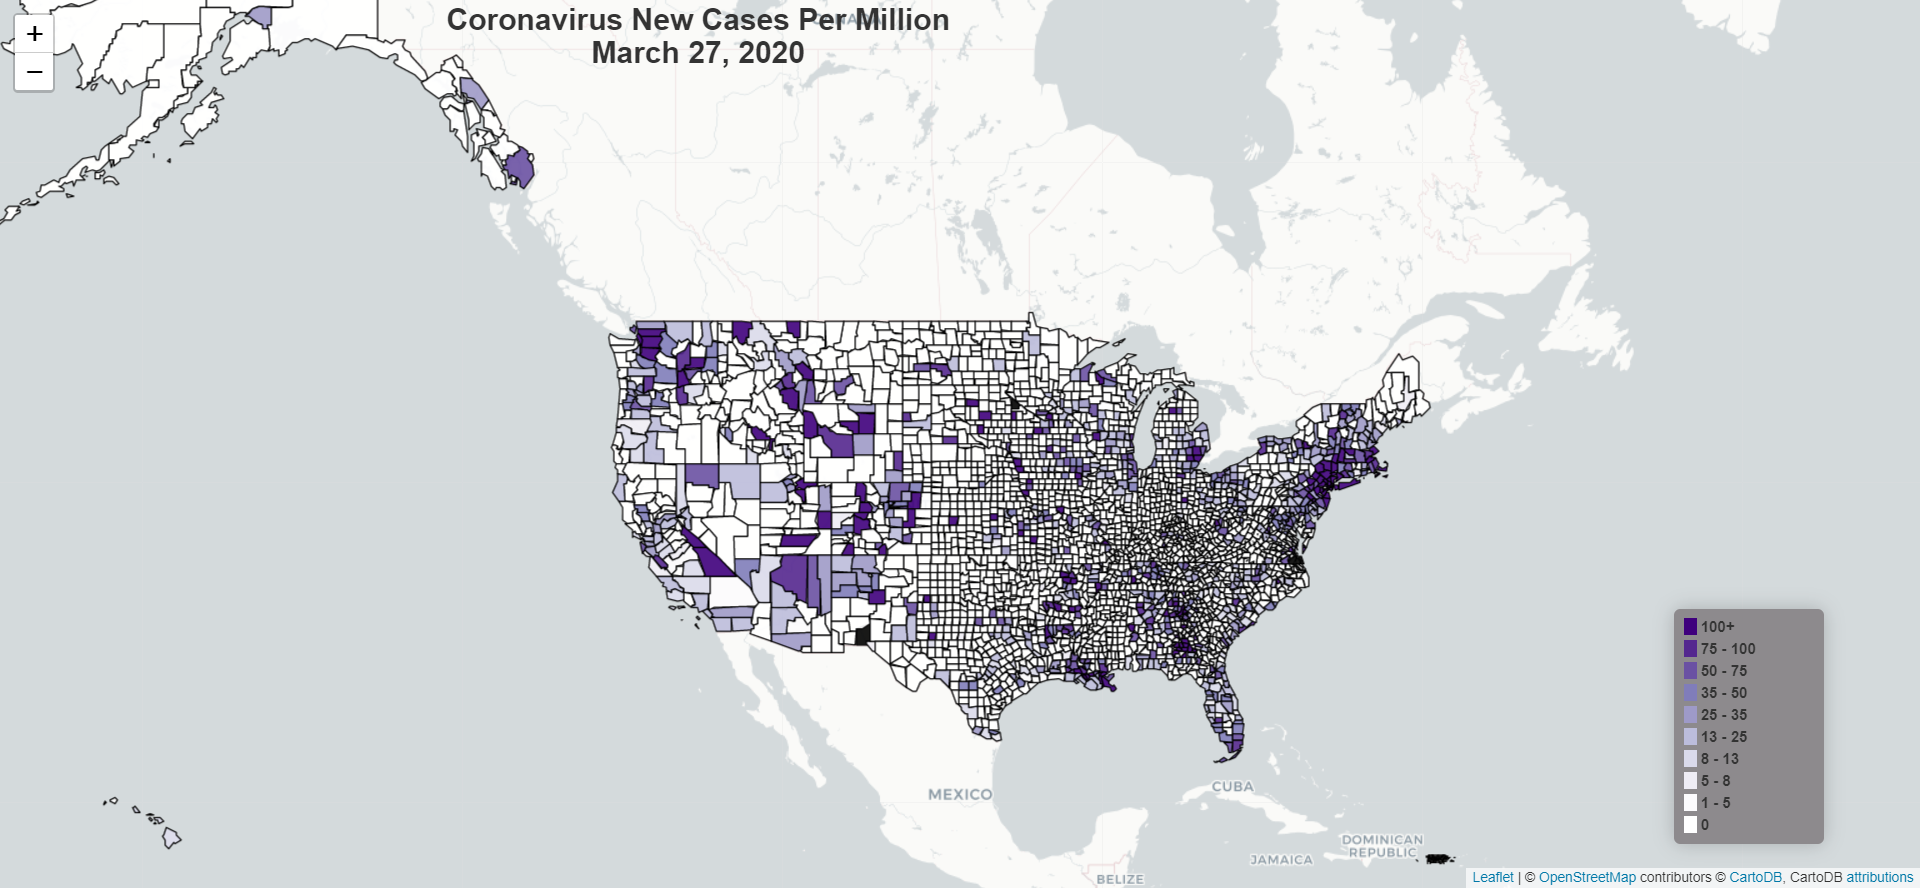 Coronavirus New Cases Per Million
March 27, 2020
CANADA
+
−
MEXICO
CUBA
DOMINICAN
REPUBLIC
JAMAICA
BELIZE
100+
75 - 100
50 - 75
35 - 50
25 - 35
13 - 25
8 - 13
5 - 8
1 - 5
0
Leaflet | © OpenStreetMap contributors © CartoDB, CartoDB attributions